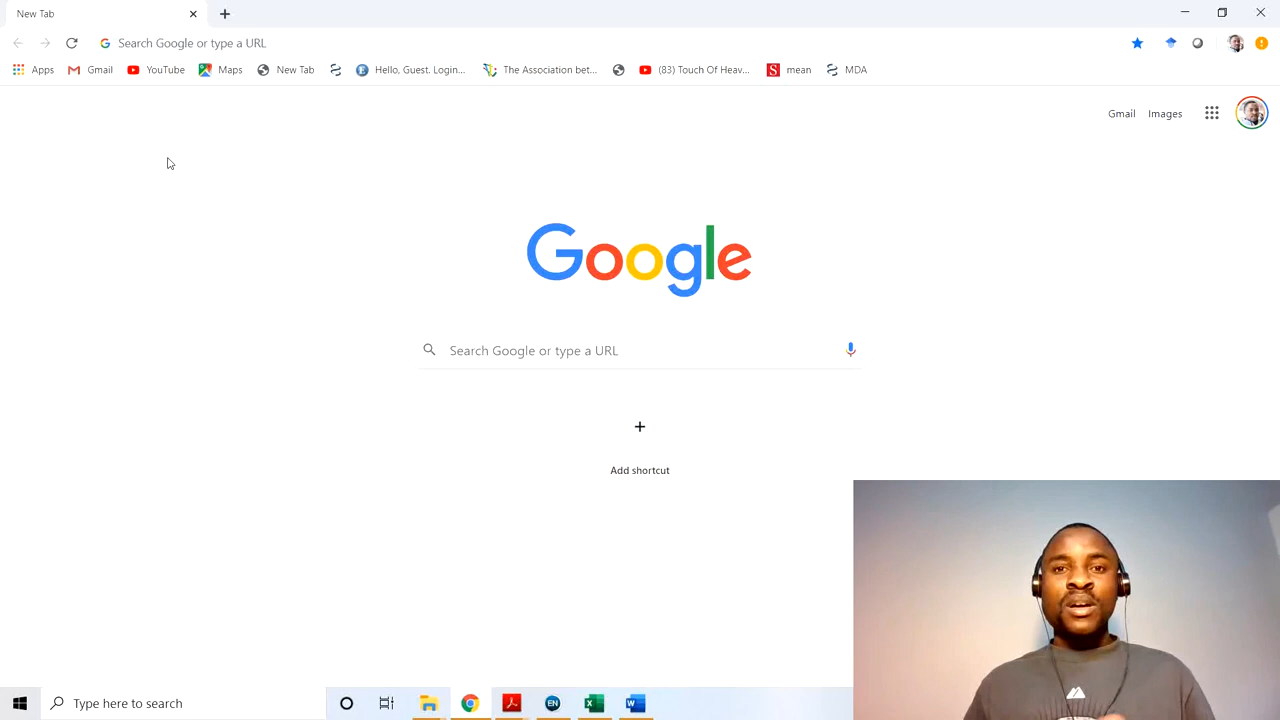 New Tab
Search Google or type a URL
Apps Gmail YouTube Maps New Tab Hello, Guest. Login... The Association bet... (83) Touch Of Heav... S mean MDA
Gmail Images
Google
Search Google or type a URL
Add shortcut
Type here to search
EN